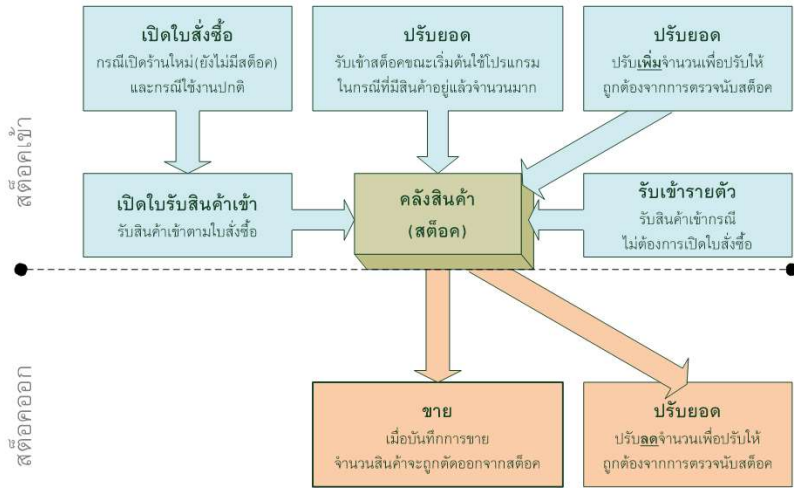 เปิดใบสั่งซื้อ
กรณีเปิดร้านใหม่(ยังไม่มีสต็อค)
และกรณีใช้งานปกติ
ปรับยอด
รับเข้าสต็อคขณะเริ่มต้นใช้โปรแกรม
ในกรณีที่มีสินค้าอยู่แล้วจำนวนมาก
ปรับยอด
ปรับเพิ่มจำนวนเพื่อปรับให้
ถูกต้องจากการตรวจนับสต็อค
สต็อคเข้า
เปิดใบรับสินค้าเข้า
รับสินค้าเข้าตามใบสั่งซื้อ
คลังสินค้า
(สต็อค)
รับเข้ารายตัว
รับสินค้าเข้ากรณี
ไม่ต้องการเปิดใบสั่งซื้อ
สต็อคออก
ขาย
เมื่อบันทึกการขาย
จำนวนสินค้าจะถูกตัดออกจากสต็อค
ปรับยอด
ปรับลดจำนวนเพื่อปรับให้
ถูกต้องจากการตรวจนับสต็อค